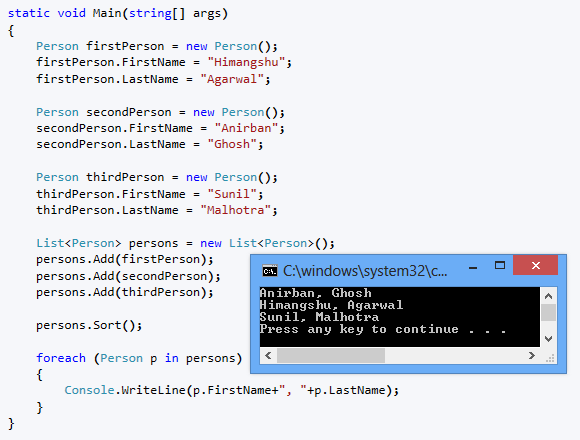 static void Main(string[] args)
{
Person firstPerson = new Person();
firstPerson.FirstName = "Himangshu";
firstPerson.LastName = "Agarwal";
Person secondPerson = new Person();
secondPerson.FirstName = "Anirban";
secondPerson.LastName = "Ghosh";
Person thirdPerson = new Person();
thirdPerson.FirstName = "Sunil";
thirdPerson.LastName = "Malhotra";
List<Person> persons = new List<Person>();
persons.Add(firstPerson);
persons.Add(secondPerson);
persons.Add(thirdPerson);
persons.Sort();
foreach (Person p in persons)
{
Console.WriteLine(p.FirstName+", "+p.LastName);
}
}
C:\windows\system32\c...
Anirban, Ghosh
Himangshu, Agarwal
Sunil, Malhotra
Press any key to continue . . .